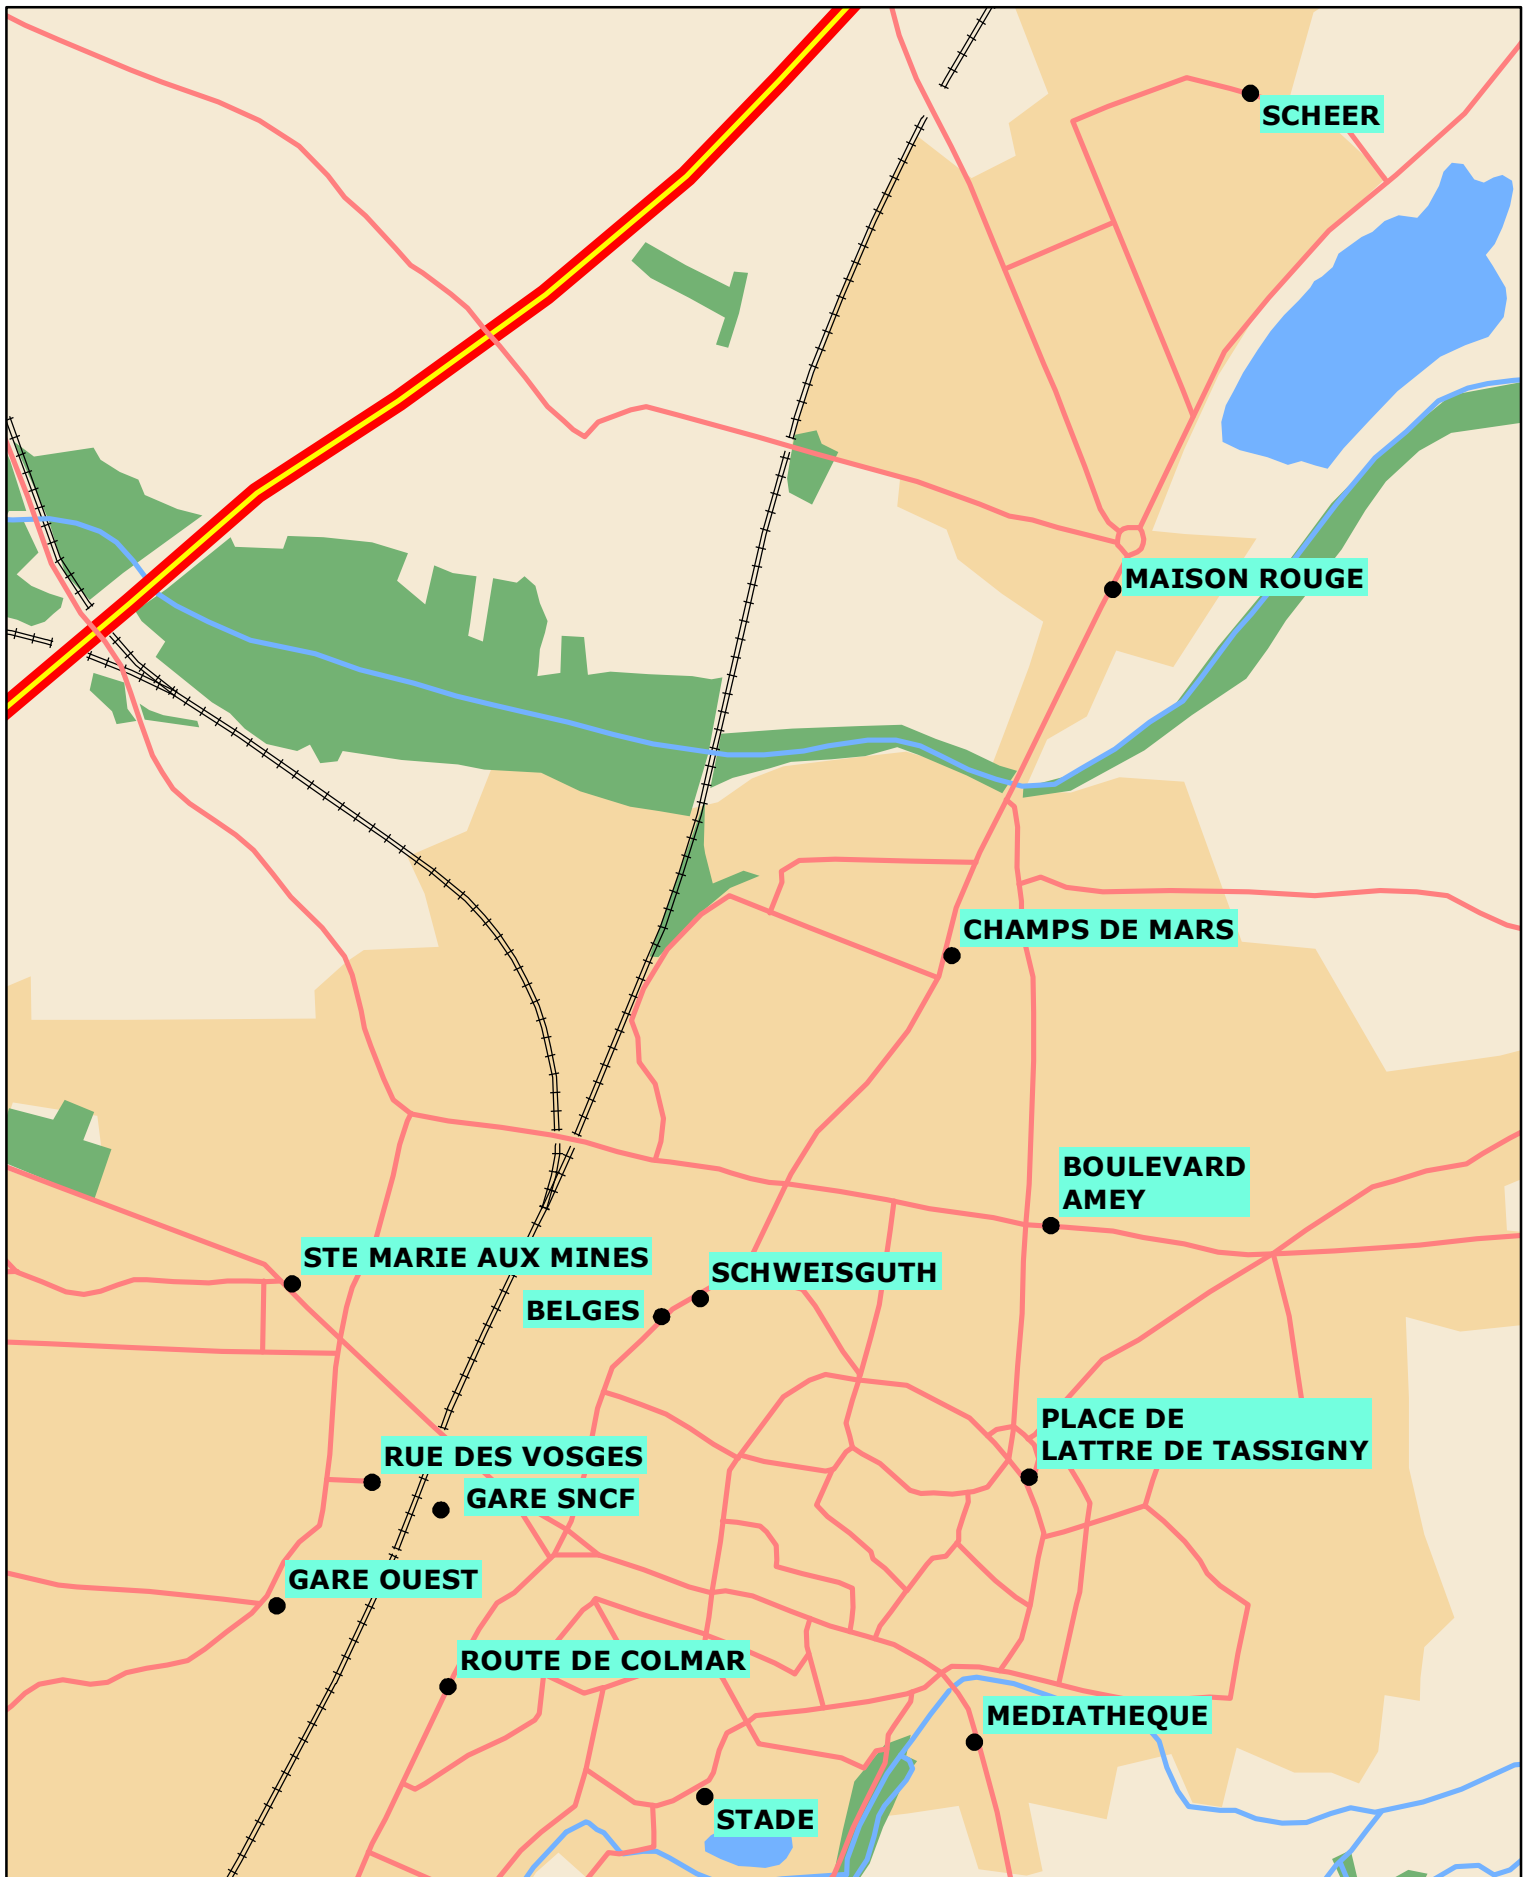 SCHEER
MAISON ROUGE
CHAMPS DE MARS
BOULEVARD
AMEY
STE MARIE AUX MINES
SCHWEISGUTH
BELGES
PLACE DE
LATTRE DE TASSIGNY
RUE DES VOSGES
GARE SNCF
GARE OUEST
ROUTE DE COLMAR
MEDIATHEQUE
STADE